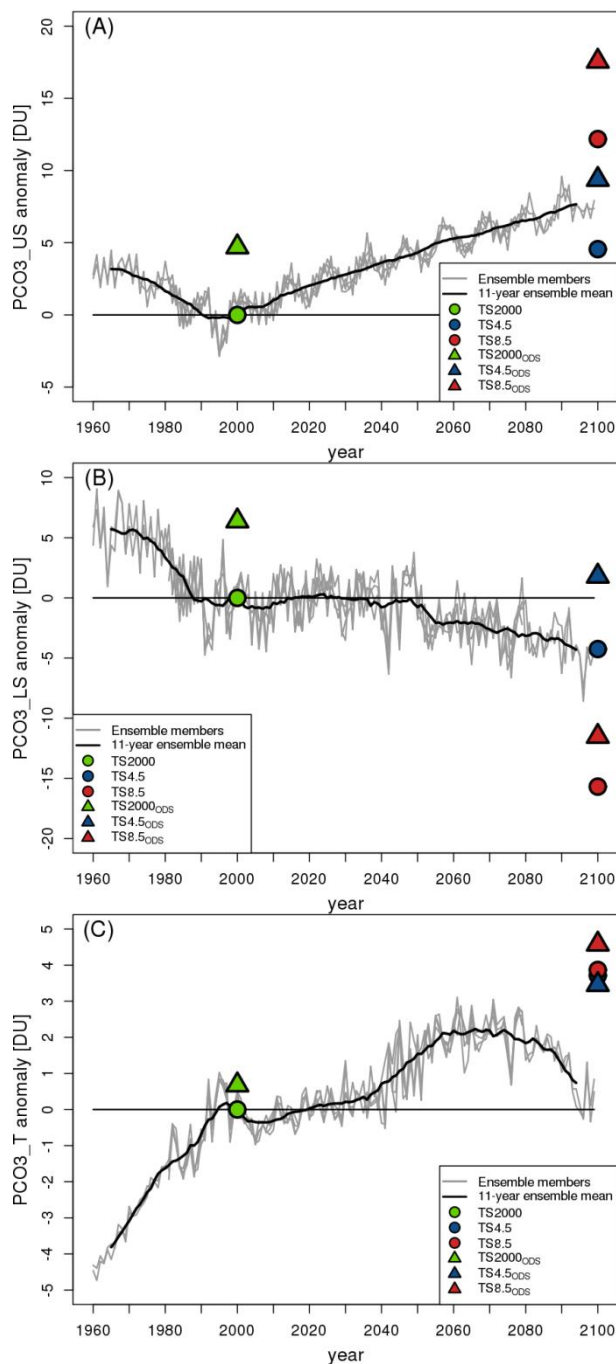 (A)
PCO3_US anomaly [DU]
20
15
10
5
0
-5
Ensemble members
11-year ensemble mean
TS2000
TS4.5
TS8.5
TS2000ODS
TS4.5ODS
TS8.5ODS
1960 1980 2000 2020 2040 2060 2080 2100
year
(B)
PCO3_LS anomaly [DU]
10
5
0
-5
-10
-15
-20
Ensemble members
11-year ensemble mean
TS2000
TS4.5
TS8.5
TS2000ODS
TS4.5ODS
TS8.5ODS
1960 1980 2000 2020 2040 2060 2080 2100
year
(C)
PCO3_T anomaly [DU]
5
4
3
2
1
0
-1
-2
-3
-4
-5
Ensemble members
11-year ensemble mean
TS2000
TS4.5
TS8.5
TS2000ODS
TS4.5ODS
TS8.5ODS
1960 1980 2000 2020 2040 2060 2080 2100
year